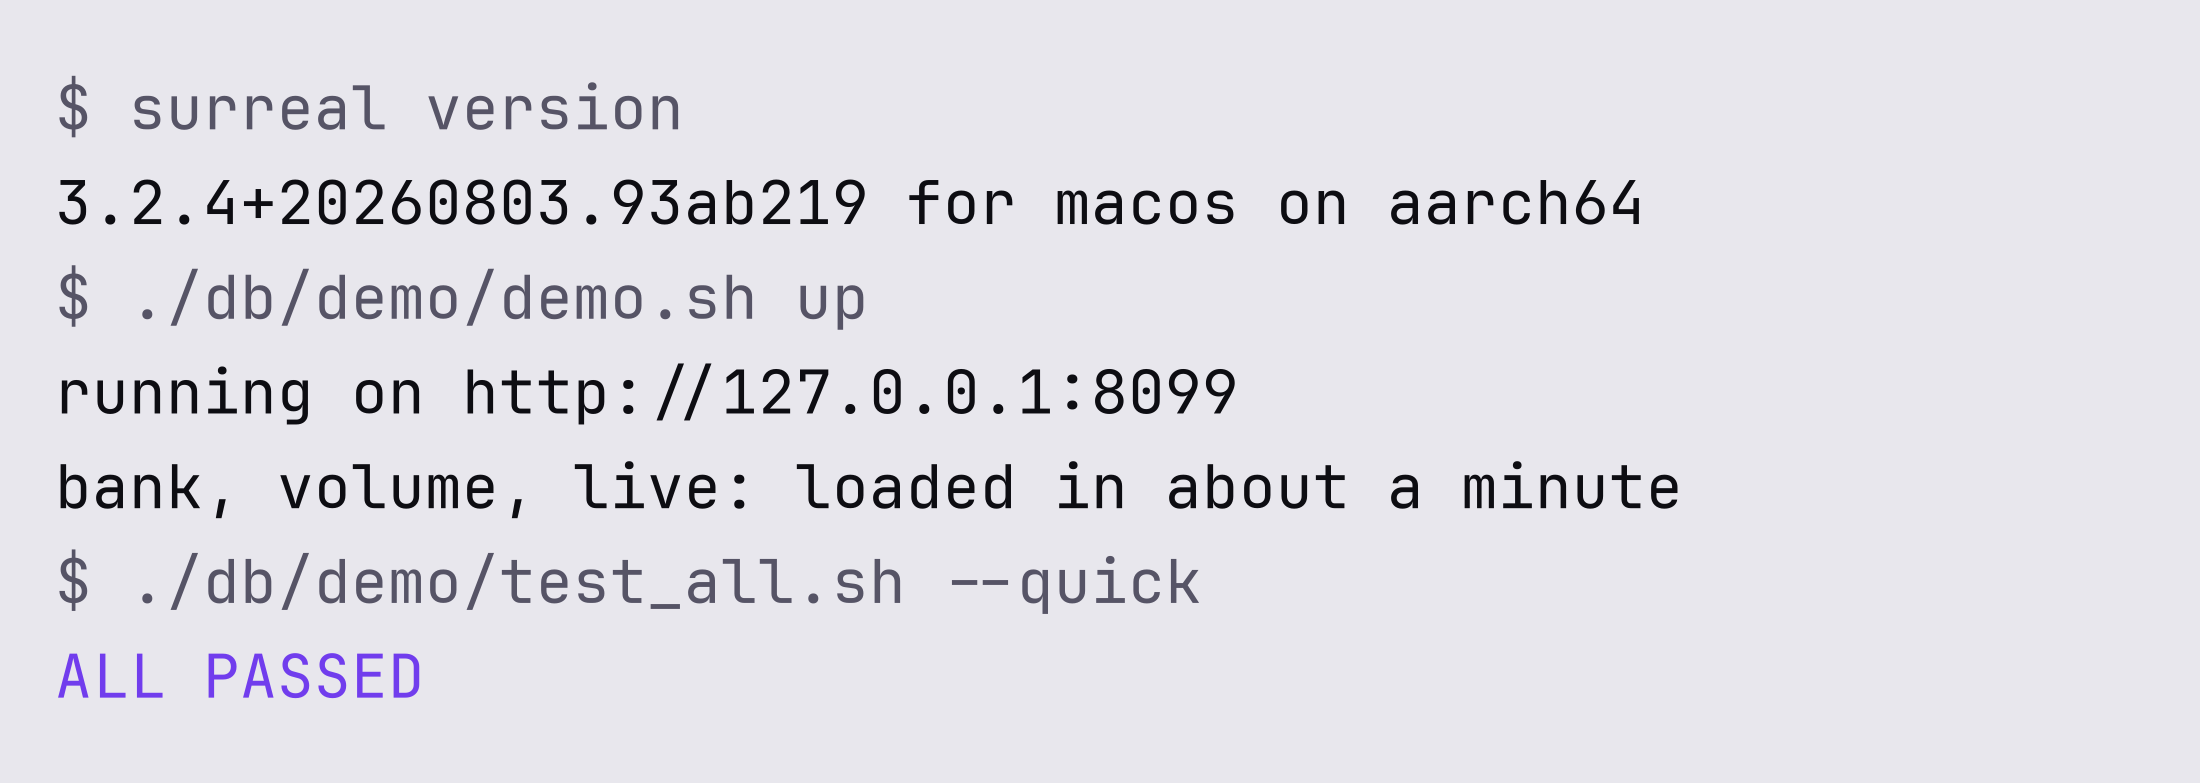 $ surreal version
3.2.4+20260803.93ab219 for macos on aarch64
$ ./db/demo/demo.sh up
running on http://127.0.0.1:8099
bank, volume, live: loaded in about a minute
$ ./db/demo/test_all.sh --quick
ALL PASSED